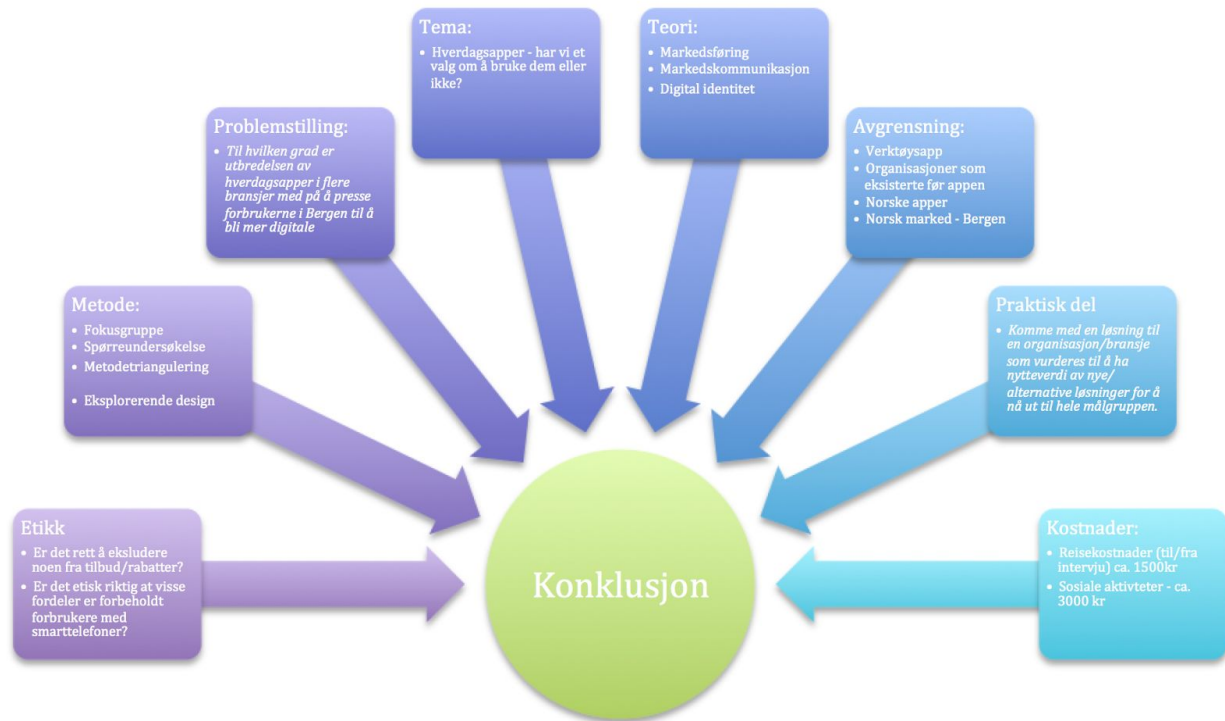 Etikk
• Er det rett å eksludere
noen fra tilbud/rabatter?
• Er det etisk riktig at visse
fordeler er forbeholdt
forbrukere med
smarttelefoner?
Metode:
• Fokusgruppe
• Spørreundersøkelse
• Metodetriangulering
• Eksplorerende design
Problemstilling:
• Til hvilken grad er
utbredelsen av
hverdagsapper i flere
bransjer med på å presse
forbrukerne i Bergen til å
bli mer digitale
Tema:
• Hverdagsapper - har vi et
valg om å bruke dem eller
ikke?
Teori:
• Markedsføring
• Markedskommunikasjon
• Digital identitet
Avgrensning:
• Verktøysapp
• Organisasjoner som
eksisterte før appen
• Norske apper
• Norsk marked - Bergen
Praktisk del
• Komme med en løsning til
en organisasjon/bransje
som vurderes til å ha
nytteverdi av nye/
alternative løsninger for å
nå ut til hele målgruppen.
Kostnader:
• Reisekostnader (til/fra
intervju) ca. 1500kr
• Sosiale aktivteter - ca.
3000 kr
Konklusjon